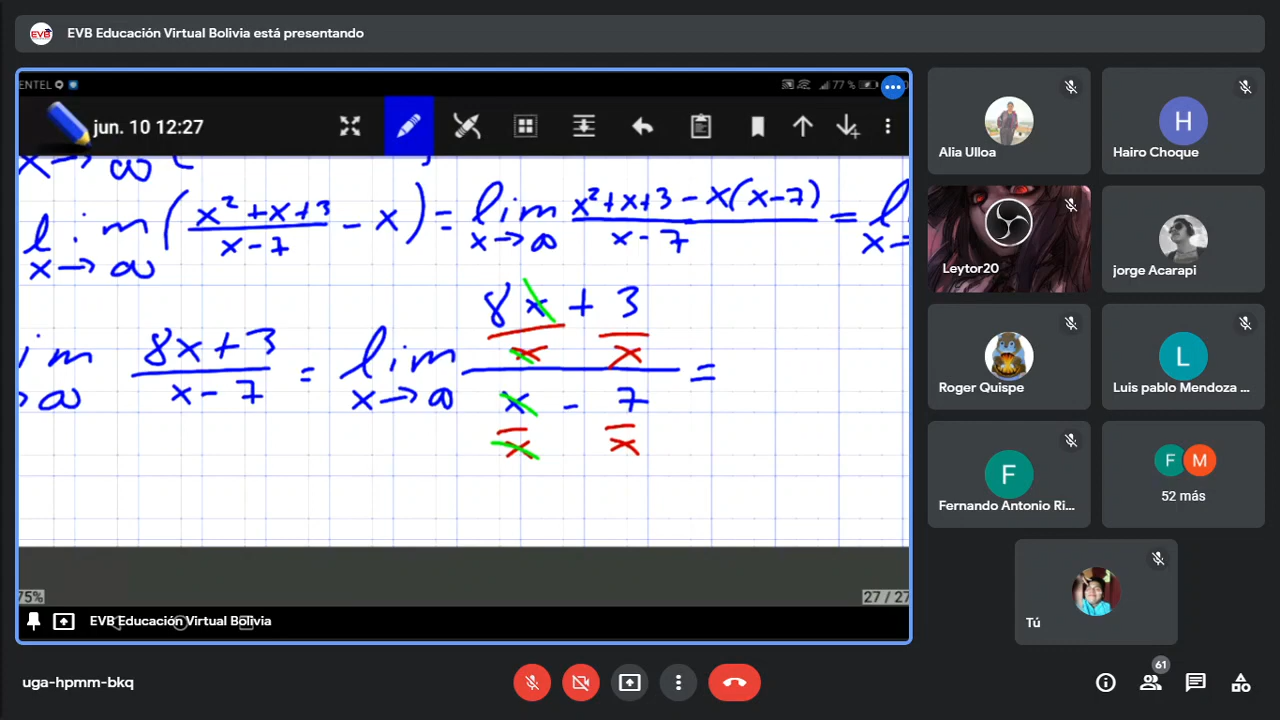 EVB Educación Virtual Bolivia está presentando
ENTEL
77 %
jun. 10 12:27
x→∞ (
lim x→∞ ( (x² + x + 3)/(x - 7) - x ) = lim x→∞ (x² + x + 3 - x(x - 7))/(x - 7) = l
x→
im →∞ (8x + 3)/(x - 7) = lim x→∞ (8x/x + 3/x)/(x/x - 7/x) =
75%
27 / 27
EVB Educación Virtual Bolivia
Alia Ulloa
H
Hairo Choque
Leytor20
jorge Acarapi
Roger Quispe
L
Luis pablo Mendoza ...
F
Fernando Antonio Ri...
F M
52 más
Tú
uga-hpmm-bkq
61